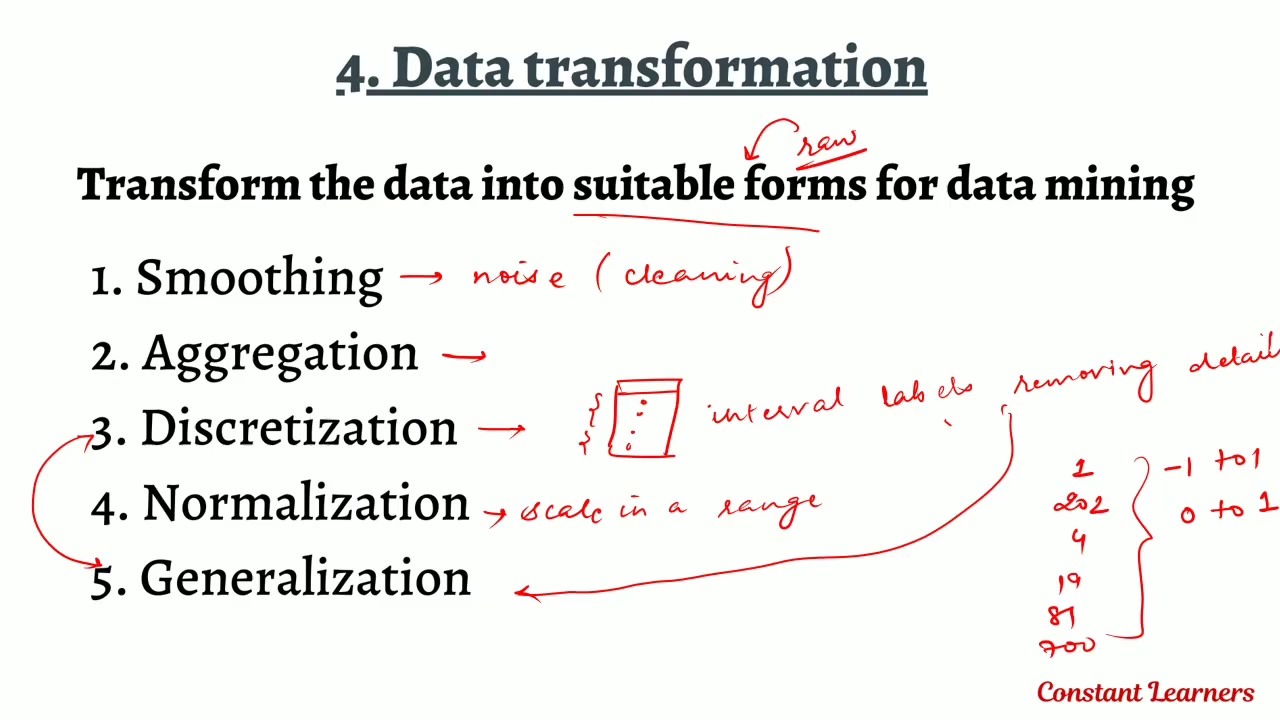 4. Data transformation
raw
Transform the data into suitable forms for data mining
1. Smoothing → noise (cleaning)
2. Aggregation →
3. Discretization → interval labels removing detail
4. Normalization → scale in a range
5. Generalization
1
202
4
19
81
700
-1 to 1
0 to 1
Constant Learners